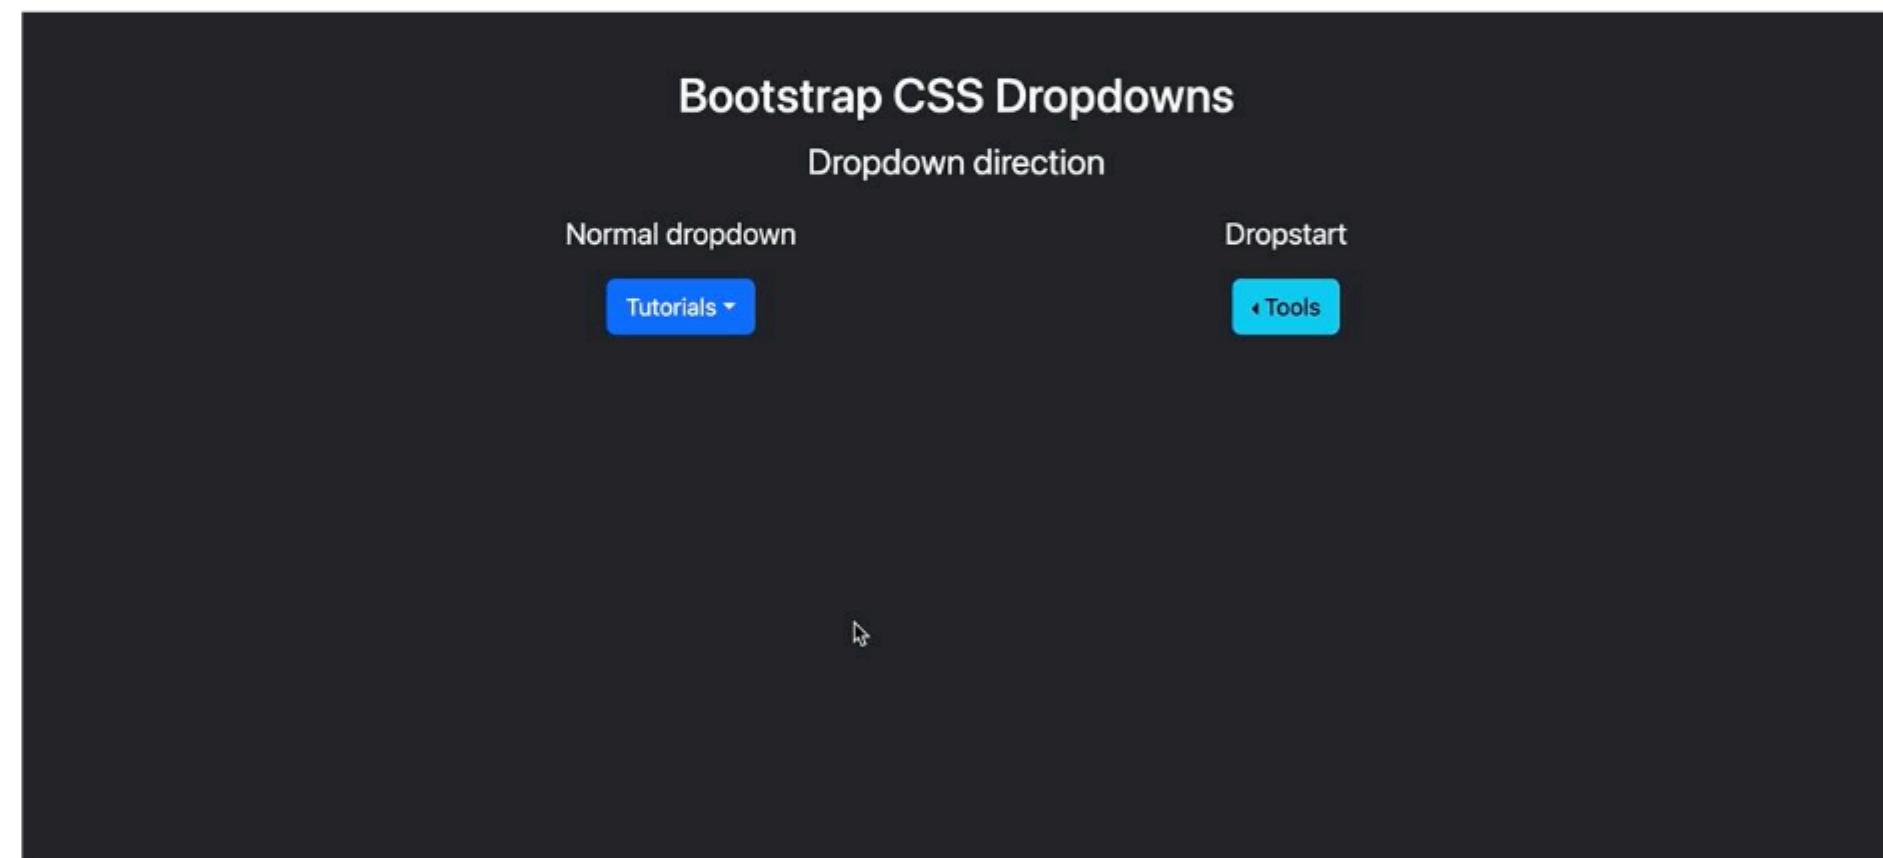 Bootstrap CSS Dropdowns
Dropdown direction
Normal dropdown
Tutorials
Dropstart
Tools